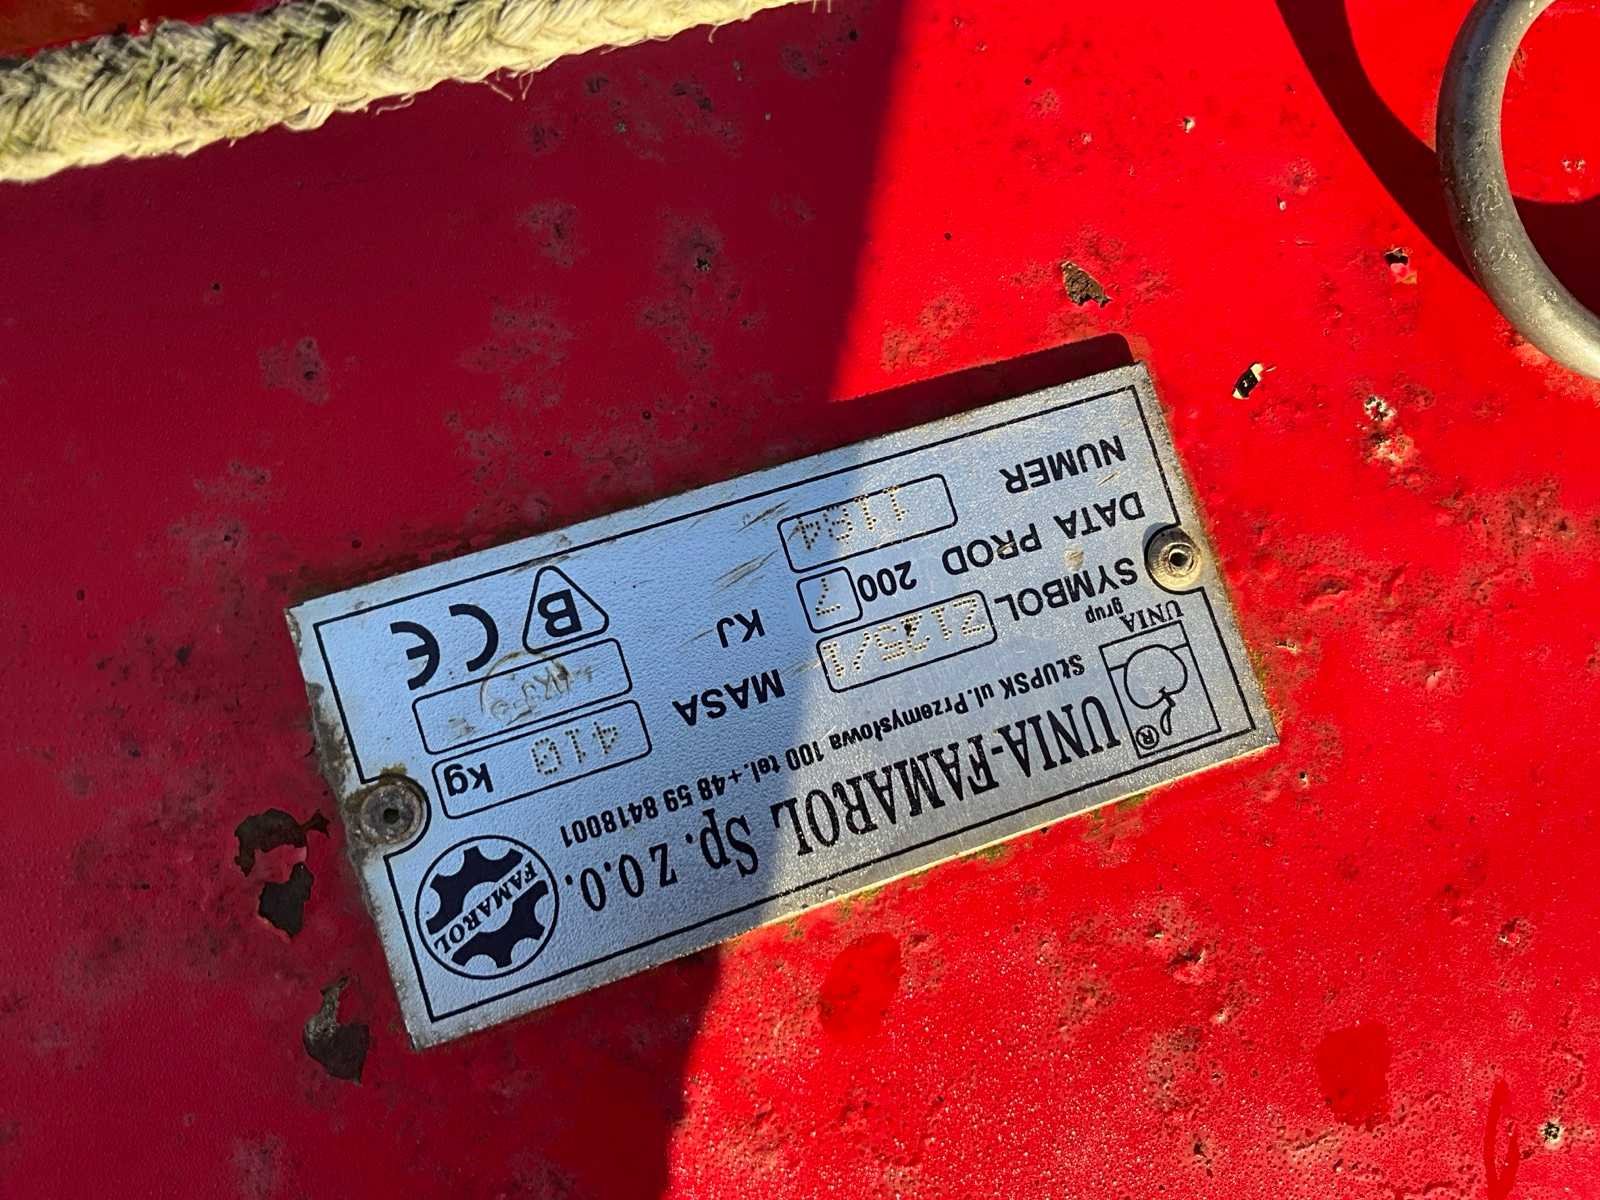 UNIA-FAMAROL Sp. z o.o.
SŁUPSK ul.Przemysłowa 100 tel.+48 59 8418001
®
UNIA
grup
FAMAROL
SYMBOL Z125/1 MASA 410 kg
DATA PROD 2007 KJ
NUMER 1164 B CE